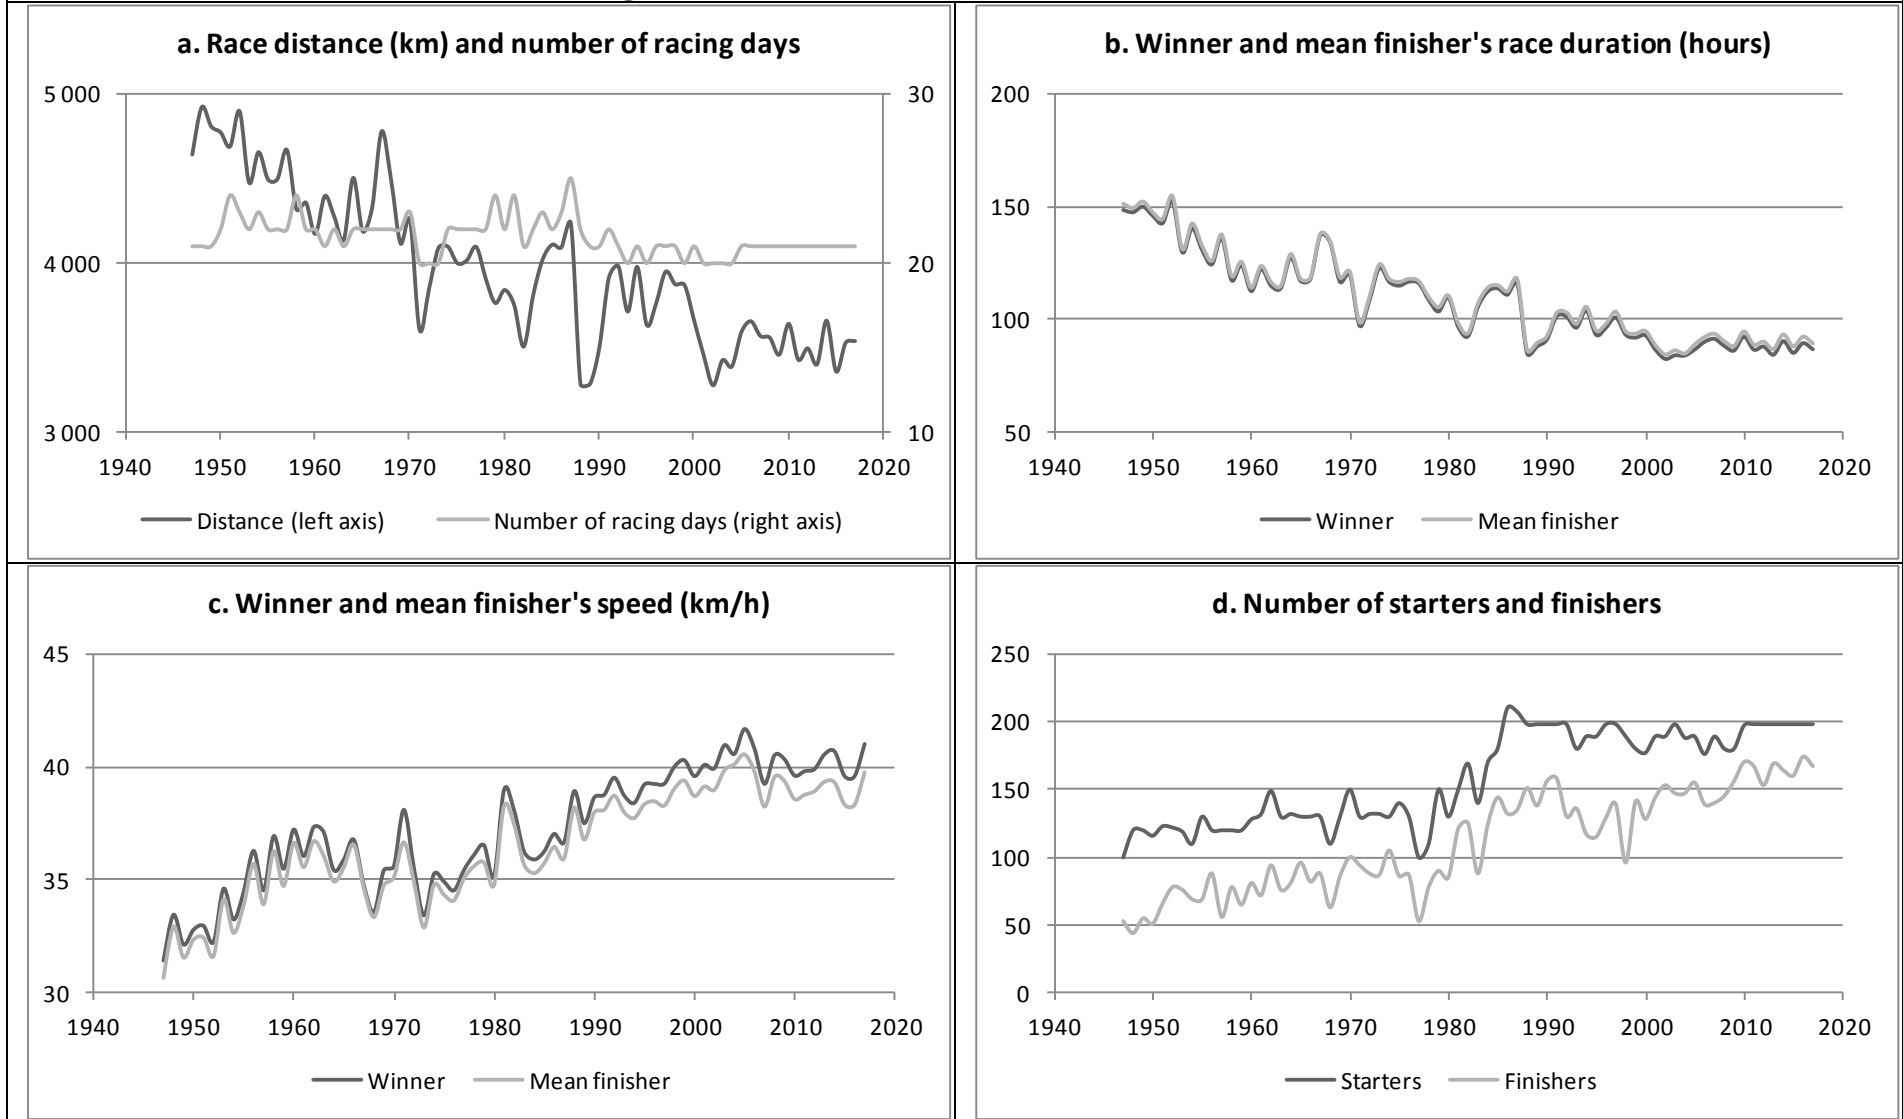 a. Race distance (km) and number of racing days
5 000
4 000
3 000
30
20
10
1940 1950 1960 1970 1980 1990 2000 2010 2020
Distance (left axis) Number of racing days (right axis)
b. Winner and mean finisher's race duration (hours)
200
150
100
50
1940 1950 1960 1970 1980 1990 2000 2010 2020
Winner Mean finisher
c. Winner and mean finisher's speed (km/h)
45
40
35
30
1940 1950 1960 1970 1980 1990 2000 2010 2020
Winner Mean finisher
d. Number of starters and finishers
250
200
150
100
50
0
1940 1950 1960 1970 1980 1990 2000 2010 2020
Starters Finishers